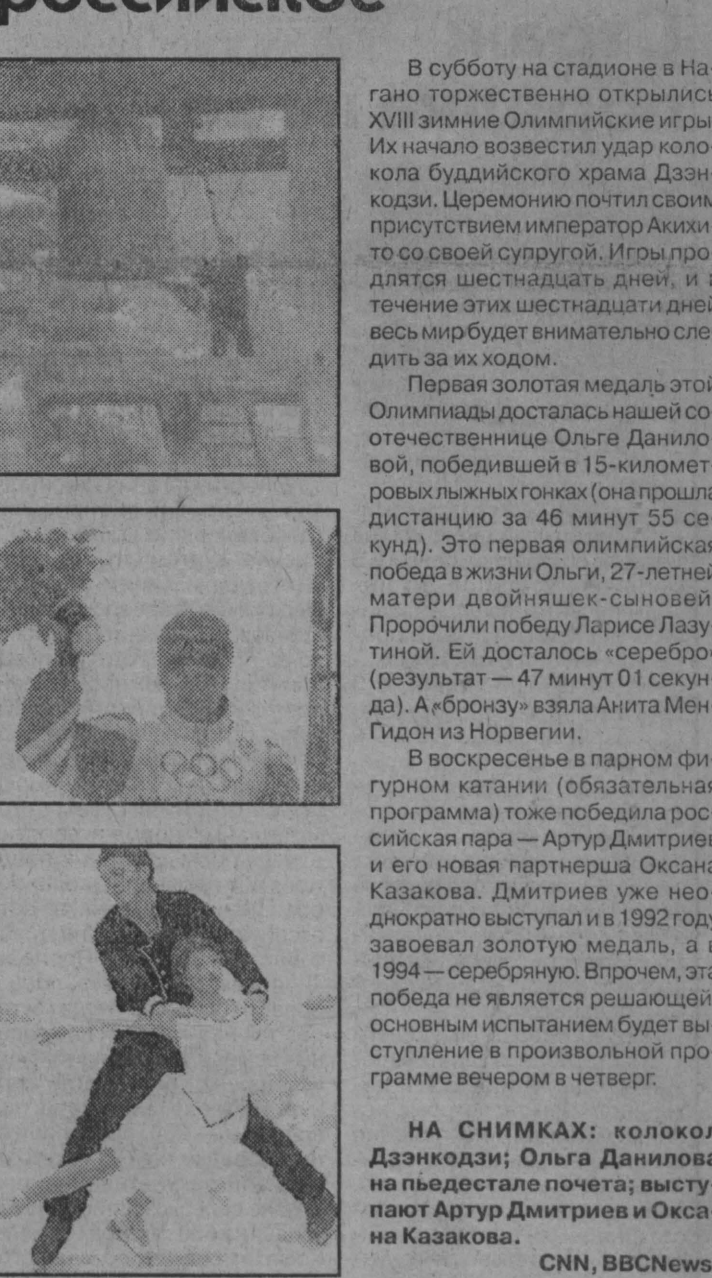 российское
В субботу на стадионе в На-
гано торжественно открылись
XVIII зимние Олимпийские игры.
Их начало возвестил удар коло-
кола буддийского храма Дзэн-
кодзи. Церемонию почтил своим
присутствием император Акихи-
то со своей супругой. Игры про-
длятся шестнадцать дней, и в
течение этих шестнадцати дней
весь мир будет внимательно сле-
дить за их ходом.
Первая золотая медаль этой
Олимпиады досталась нашей со-
отечественнице Ольге Данило-
вой, победившей в 15-километ-
ровых лыжных гонках (она прошла
дистанцию за 46 минут 55 се-
кунд). Это первая олимпийская
победа в жизни Ольги, 27-летней
матери двойняшек-сыновей.
Пророчили победу Ларисе Лазу-
тиной. Ей досталось «серебро»
(результат — 47 минут 01 секун-
да). А «бронзу» взяла Анита Мен-
Гидон из Норвегии.
В воскресенье в парном фи-
гурном катании (обязательная
программа) тоже победила рос-
сийская пара — Артур Дмитриев
и его новая партнерша Оксана
Казакова. Дмитриев уже нео-
днократно выступал и в 1992 году
завоевал золотую медаль, а в
1994 — серебряную. Впрочем, эта
победа не является решающей:
основным испытанием будет вы-
ступление в произвольной про-
грамме вечером в четверг.
НА СНИМКАХ: колокол
Дзэнкодзи; Ольга Данилова
на пьедестале почета; высту-
пают Артур Дмитриев и Окса-
на Казакова.
CNN, BBCNews